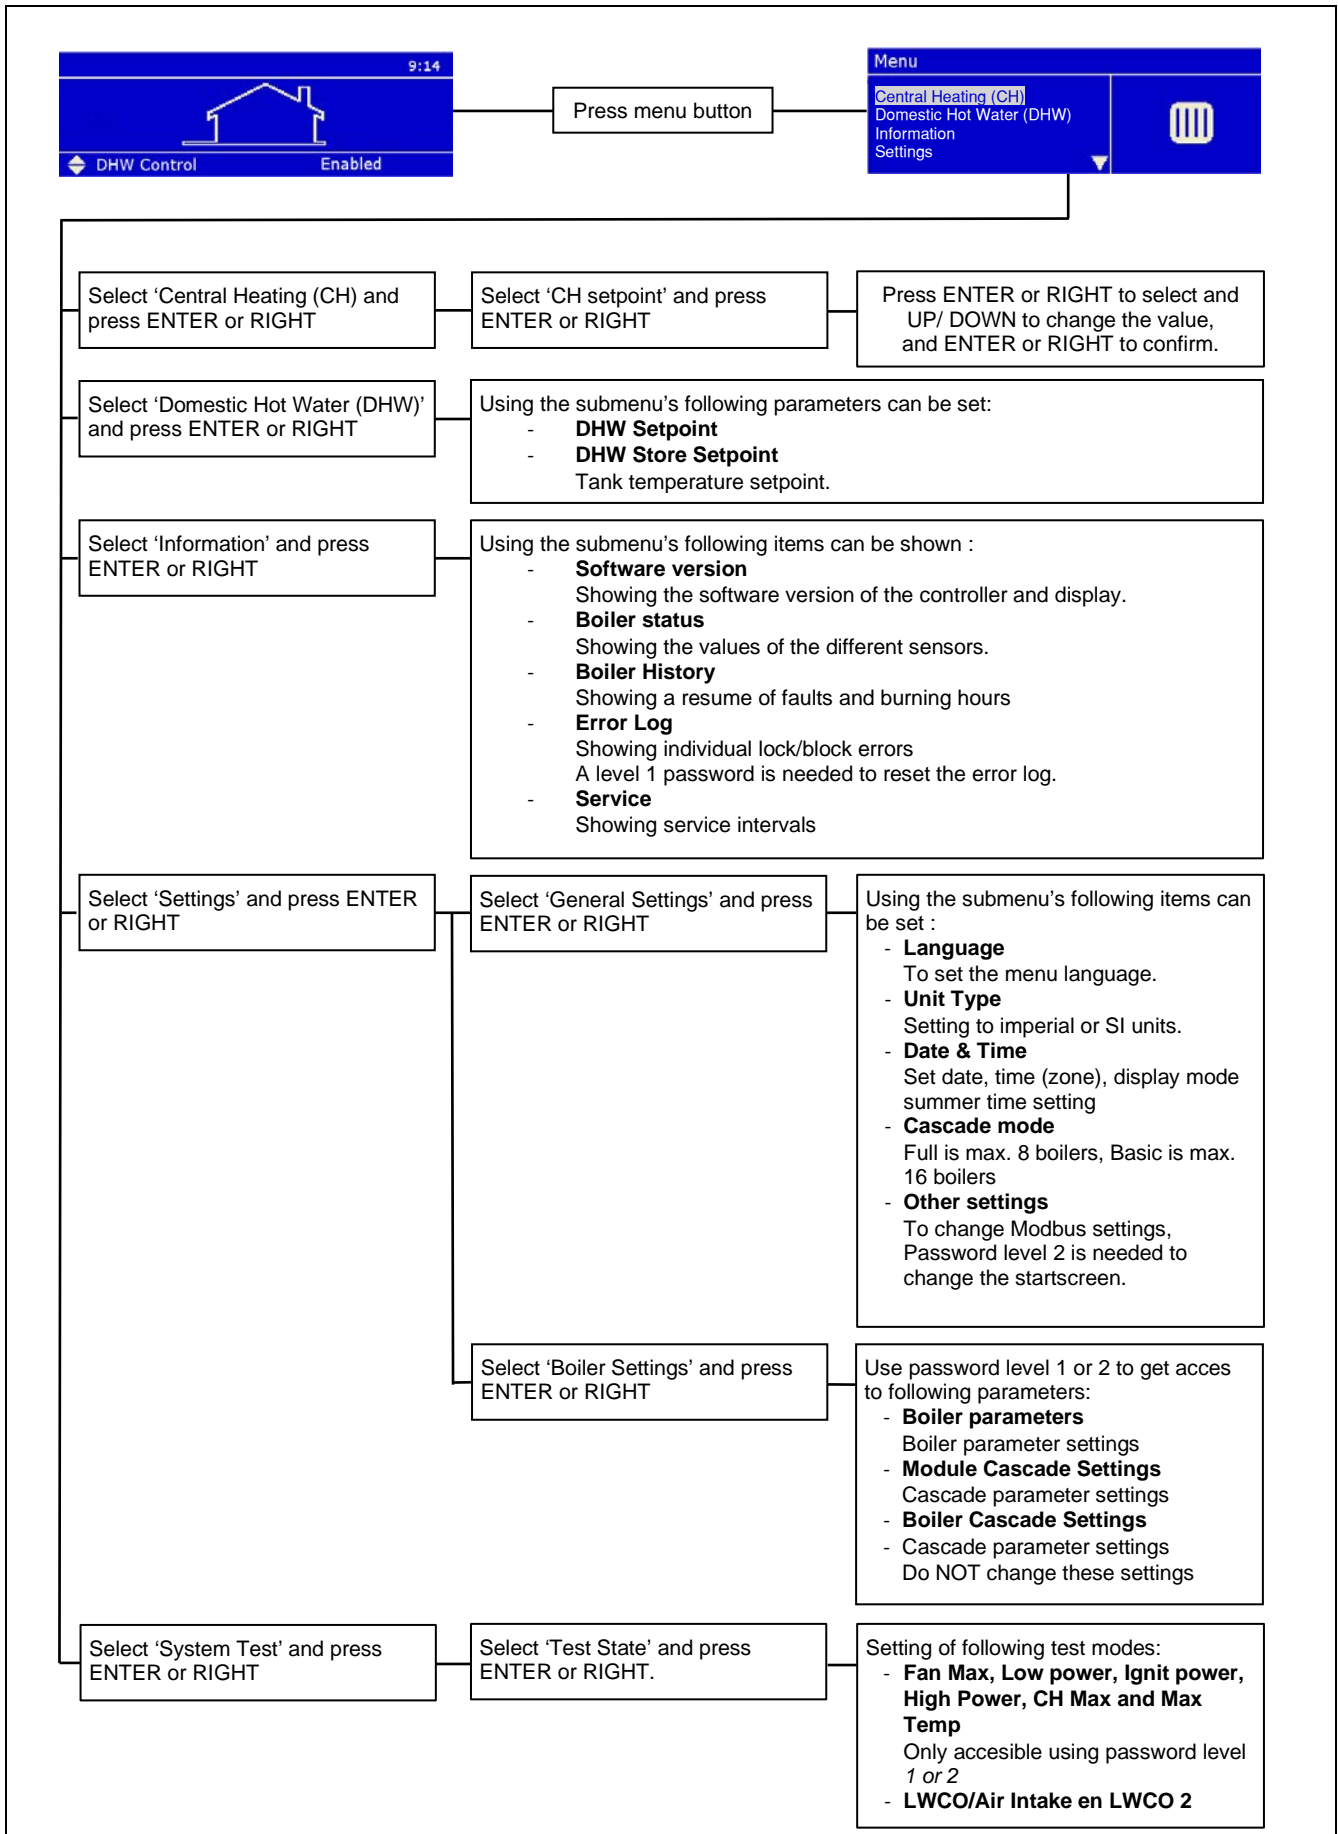 9:14
DHW Control Enabled
Press menu button
Menu
Central Heating (CH)
Domestic Hot Water (DHW)
Information
Settings
Select ‘Central Heating (CH) and
press ENTER or RIGHT
Select ‘CH setpoint’ and press
ENTER or RIGHT
Press ENTER or RIGHT to select and
UP/ DOWN to change the value,
and ENTER or RIGHT to confirm.
Select ‘Domestic Hot Water (DHW)’
and press ENTER or RIGHT
Using the submenu’s following parameters can be set:
- DHW Setpoint
- DHW Store Setpoint
Tank temperature setpoint.
Select ‘Information’ and press
ENTER or RIGHT
Using the submenu’s following items can be shown :
- Software version
Showing the software version of the controller and display.
- Boiler status
Showing the values of the different sensors.
- Boiler History
Showing a resume of faults and burning hours
- Error Log
Showing individual lock/block errors
A level 1 password is needed to reset the error log.
- Service
Showing service intervals
Select ‘Settings’ and press ENTER
or RIGHT
Select ‘General Settings’ and press
ENTER or RIGHT
Using the submenu’s following items can
be set :
- Language
To set the menu language.
- Unit Type
Setting to imperial or SI units.
- Date & Time
Set date, time (zone), display mode
summer time setting
- Cascade mode
Full is max. 8 boilers, Basic is max.
16 boilers
- Other settings
To change Modbus settings,
Password level 2 is needed to
change the startscreen.
Select ‘Boiler Settings’ and press
ENTER or RIGHT
Use password level 1 or 2 to get acces
to following parameters:
- Boiler parameters
Boiler parameter settings
- Module Cascade Settings
Cascade parameter settings
- Boiler Cascade Settings
- Cascade parameter settings
Do NOT change these settings
Select ‘System Test’ and press
ENTER or RIGHT
Select ‘Test State’ and press
ENTER or RIGHT.
Setting of following test modes:
- Fan Max, Low power, Ignit power,
High Power, CH Max and Max
Temp
Only accesible using password level
1 or 2
- LWCO/Air Intake en LWCO 2